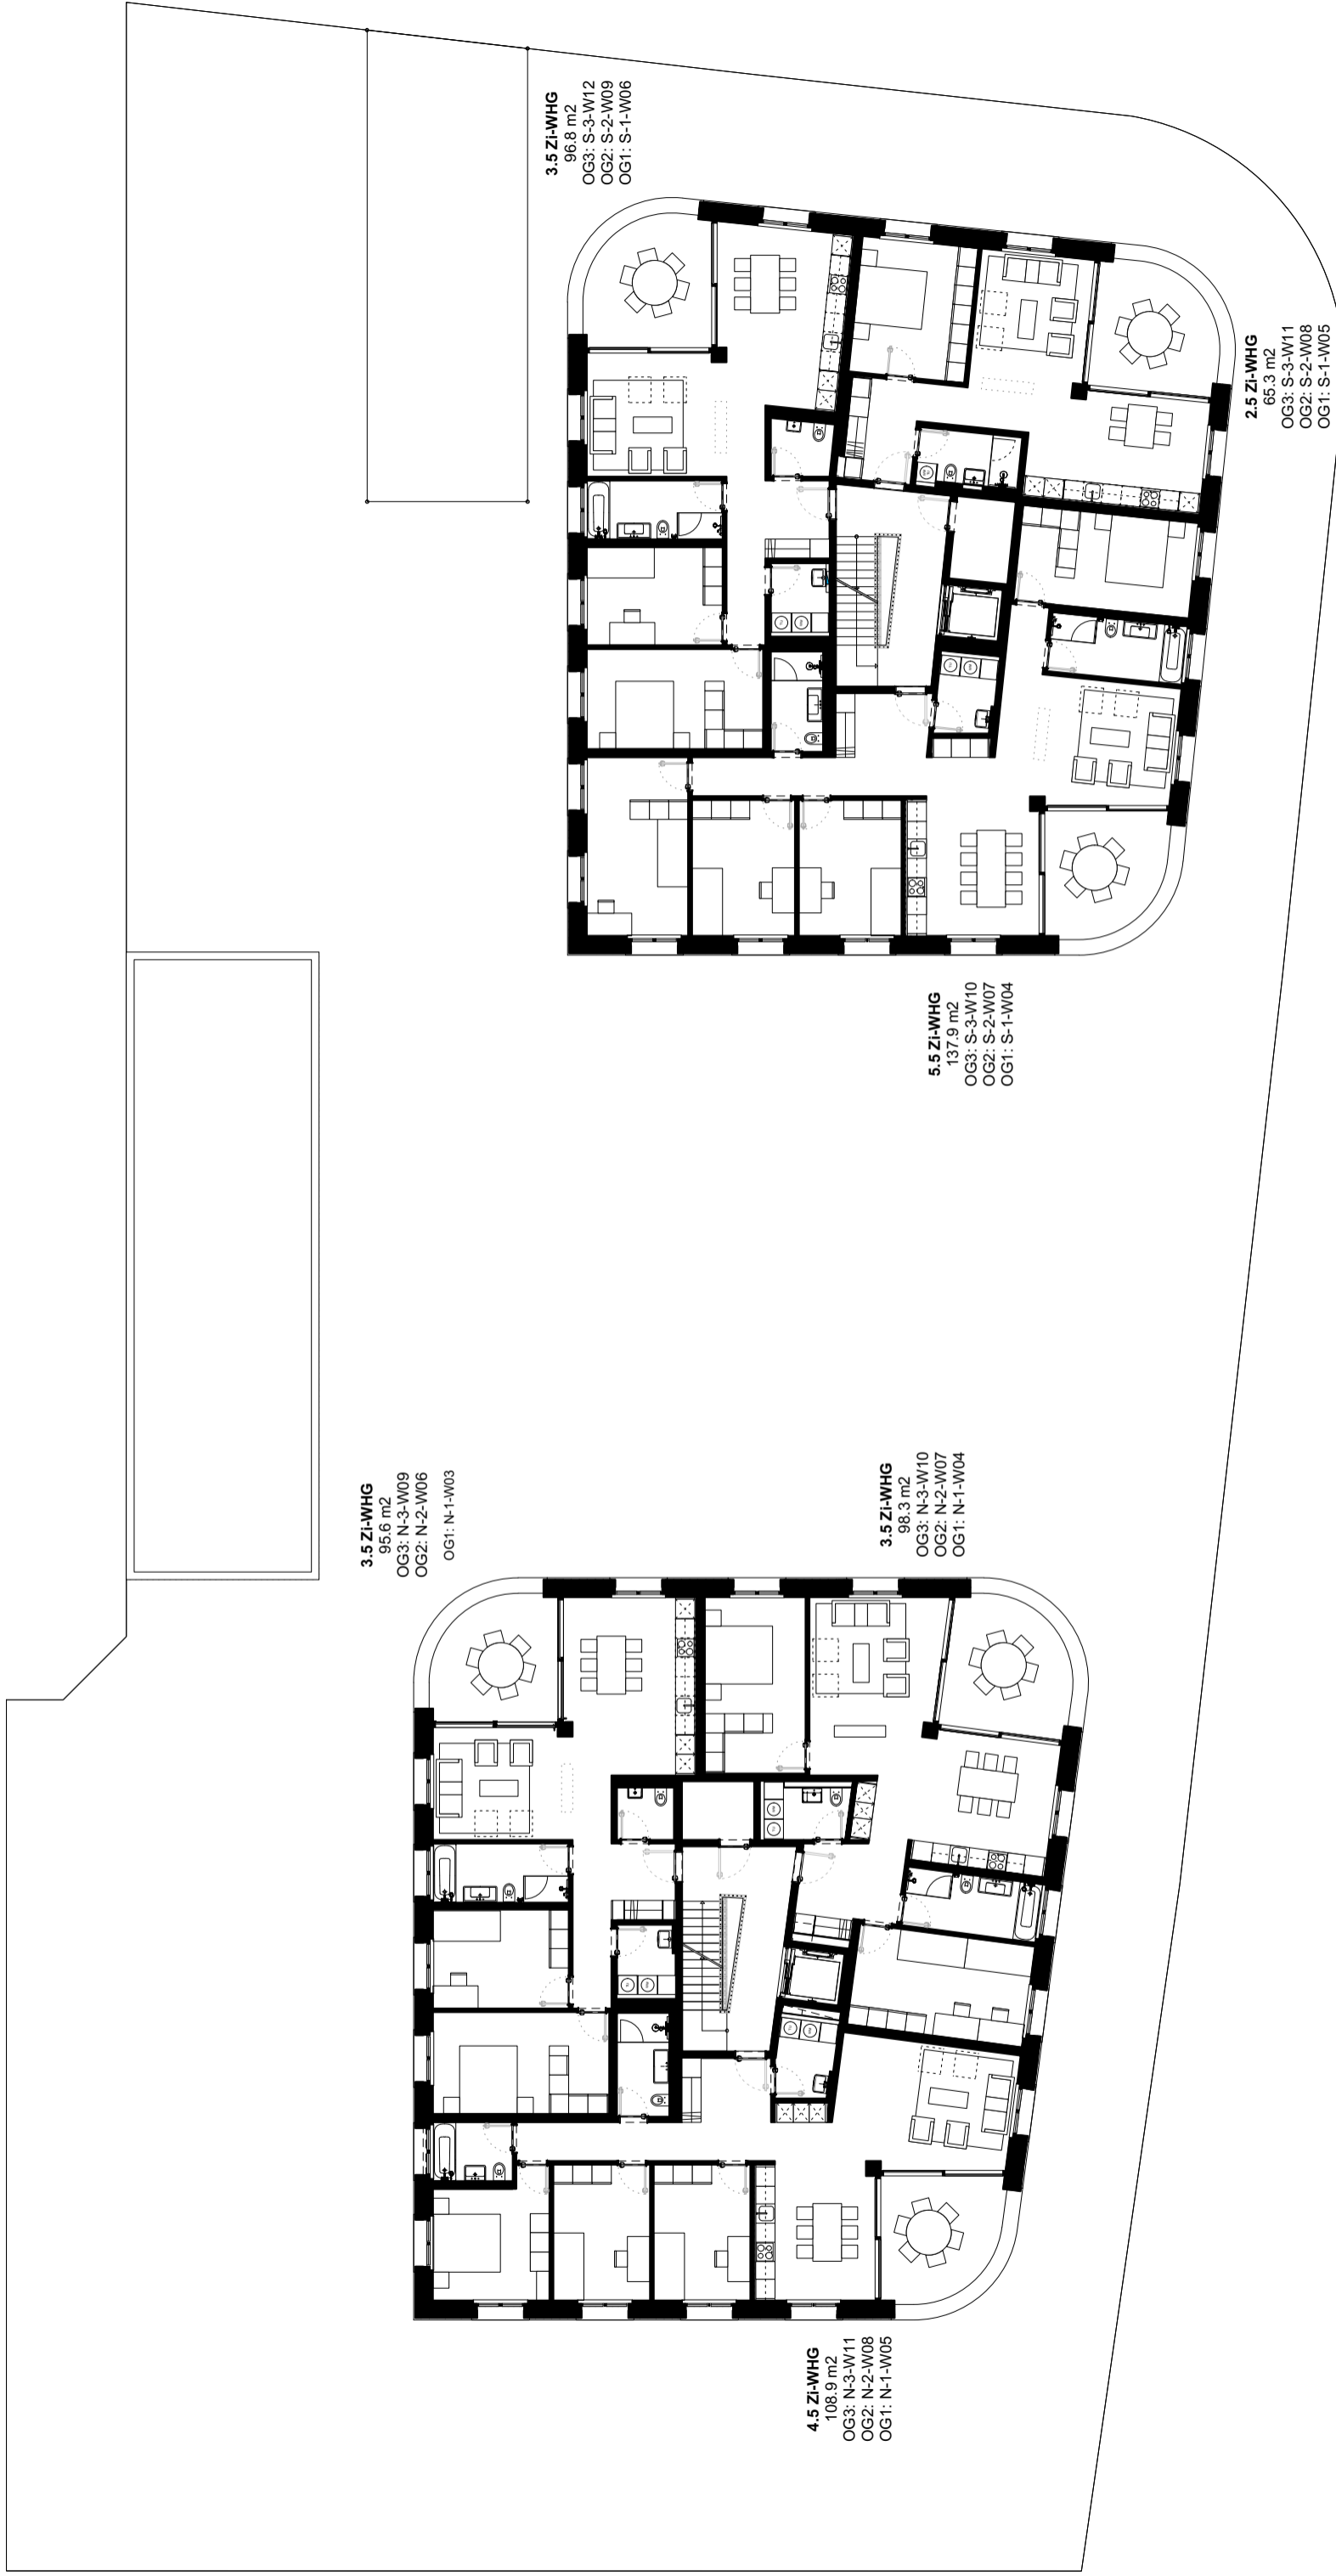 3.5 Zi-WHG
96.8 m2
OG3: S-3-W12
OG2: S-2-W09
OG1: S-1-W06
2.5 Zi-WHG
65.3 m2
OG3: S-3-W11
OG2: S-2-W08
OG1: S-1-W05
5.5 Zi-WHG
137.9 m2
OG3: S-3-W10
OG2: S-2-W07
OG1: S-1-W04
3.5 Zi-WHG
95.6 m2
OG3: N-3-W09
OG2: N-2-W06
OG1: N-1-W03
3.5 Zi-WHG
98.3 m2
OG3: N-3-W10
OG2: N-2-W07
OG1: N-1-W04
4.5 Zi-WHG
108.9 m2
OG3: N-3-W11
OG2: N-2-W08
OG1: N-1-W05